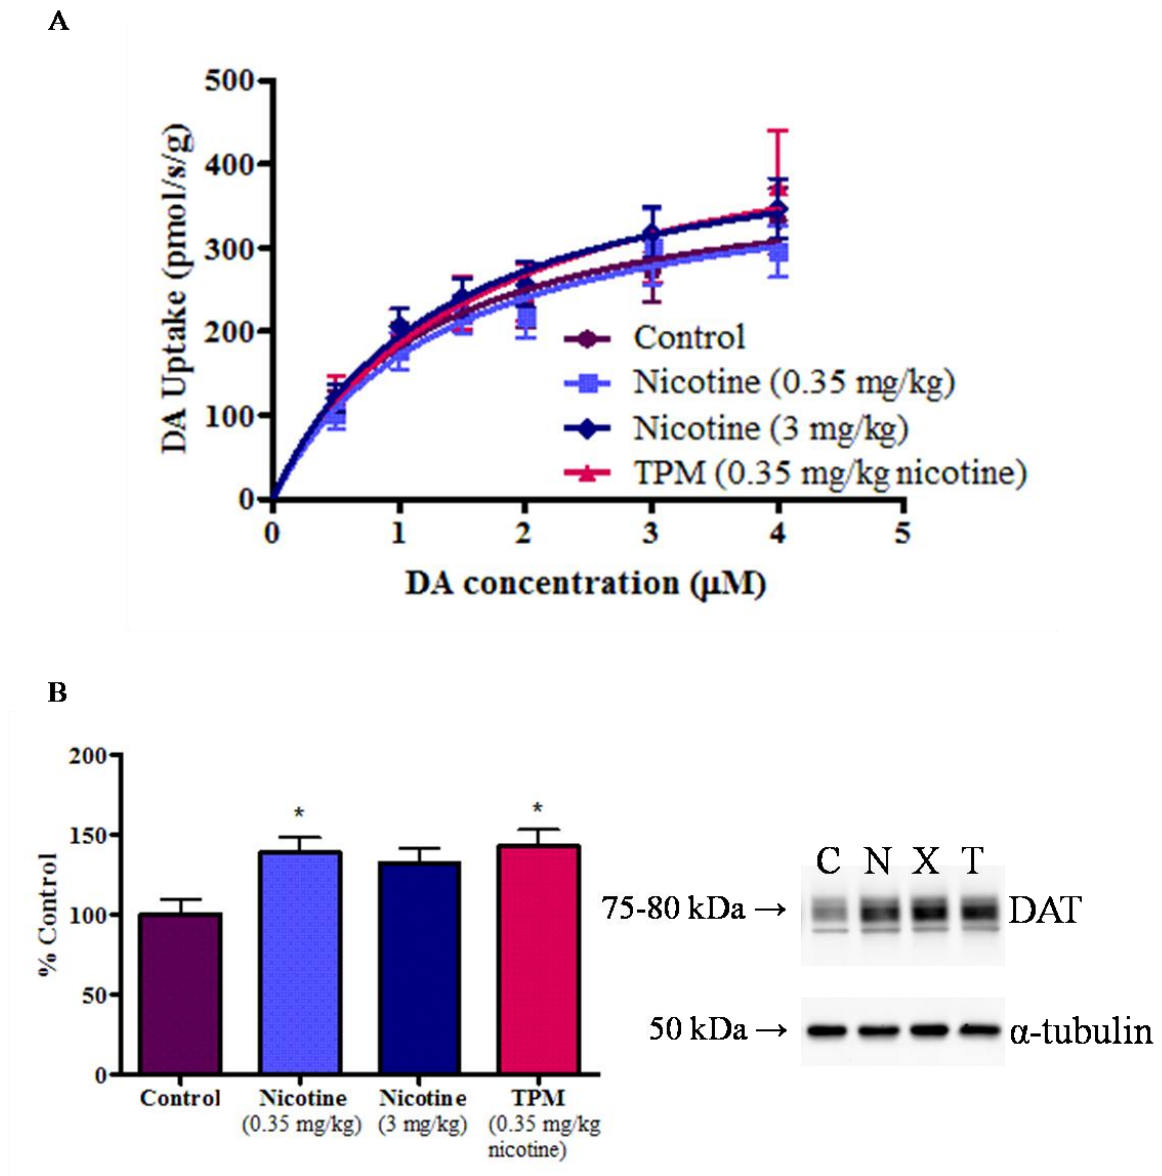 A
500
400
300
200
100
0
DA Uptake (pmol/s/g)
0 1 2 3 4 5
DA concentration (μM)
Control
Nicotine (0.35 mg/kg)
Nicotine (3 mg/kg)
TPM (0.35 mg/kg nicotine)
B
200
150
100
50
0
% Control
* *
Control Nicotine Nicotine TPM
(0.35 mg/kg) (3 mg/kg) (0.35 mg/kg
nicotine)
C N X T
75-80 kDa → DAT
50 kDa → α-tubulin